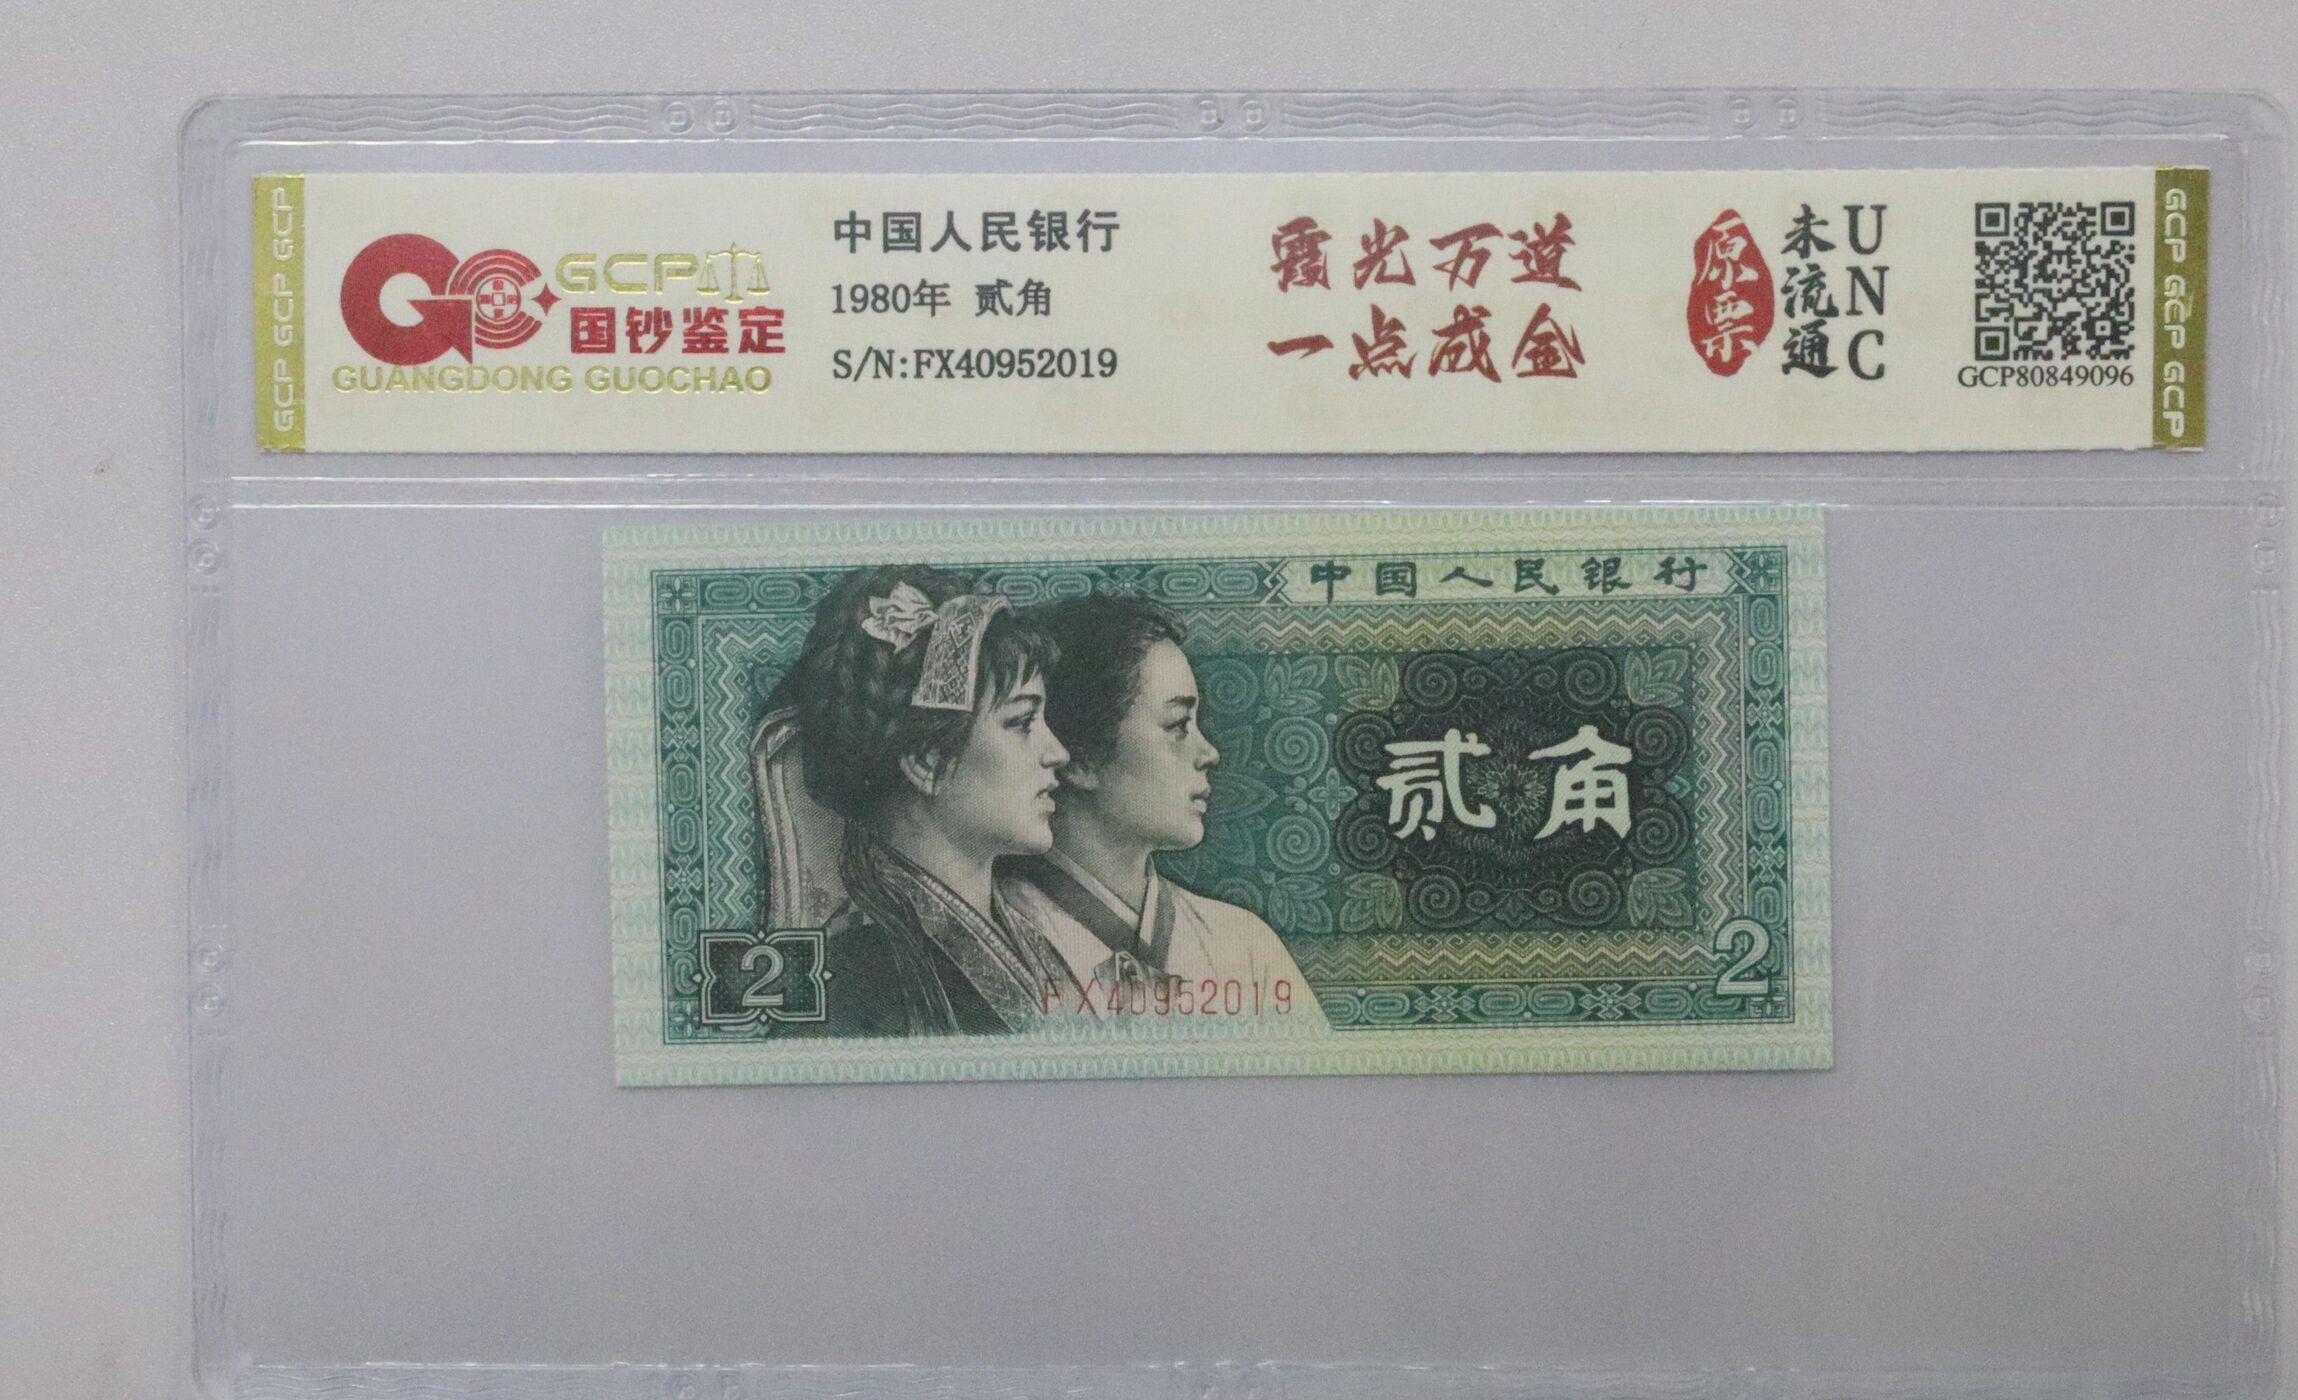 GCP GCP GCP
GCP
国钞鉴定
GUANGDONG GUOCHAO
中国人民银行
1980年 贰角
S/N:FX40952019
霞光万道
一点成金
原票
未流通
UNC
GCP80849096
GCP GCP GCP
中国人民银行
贰角
2
2
FX40952019